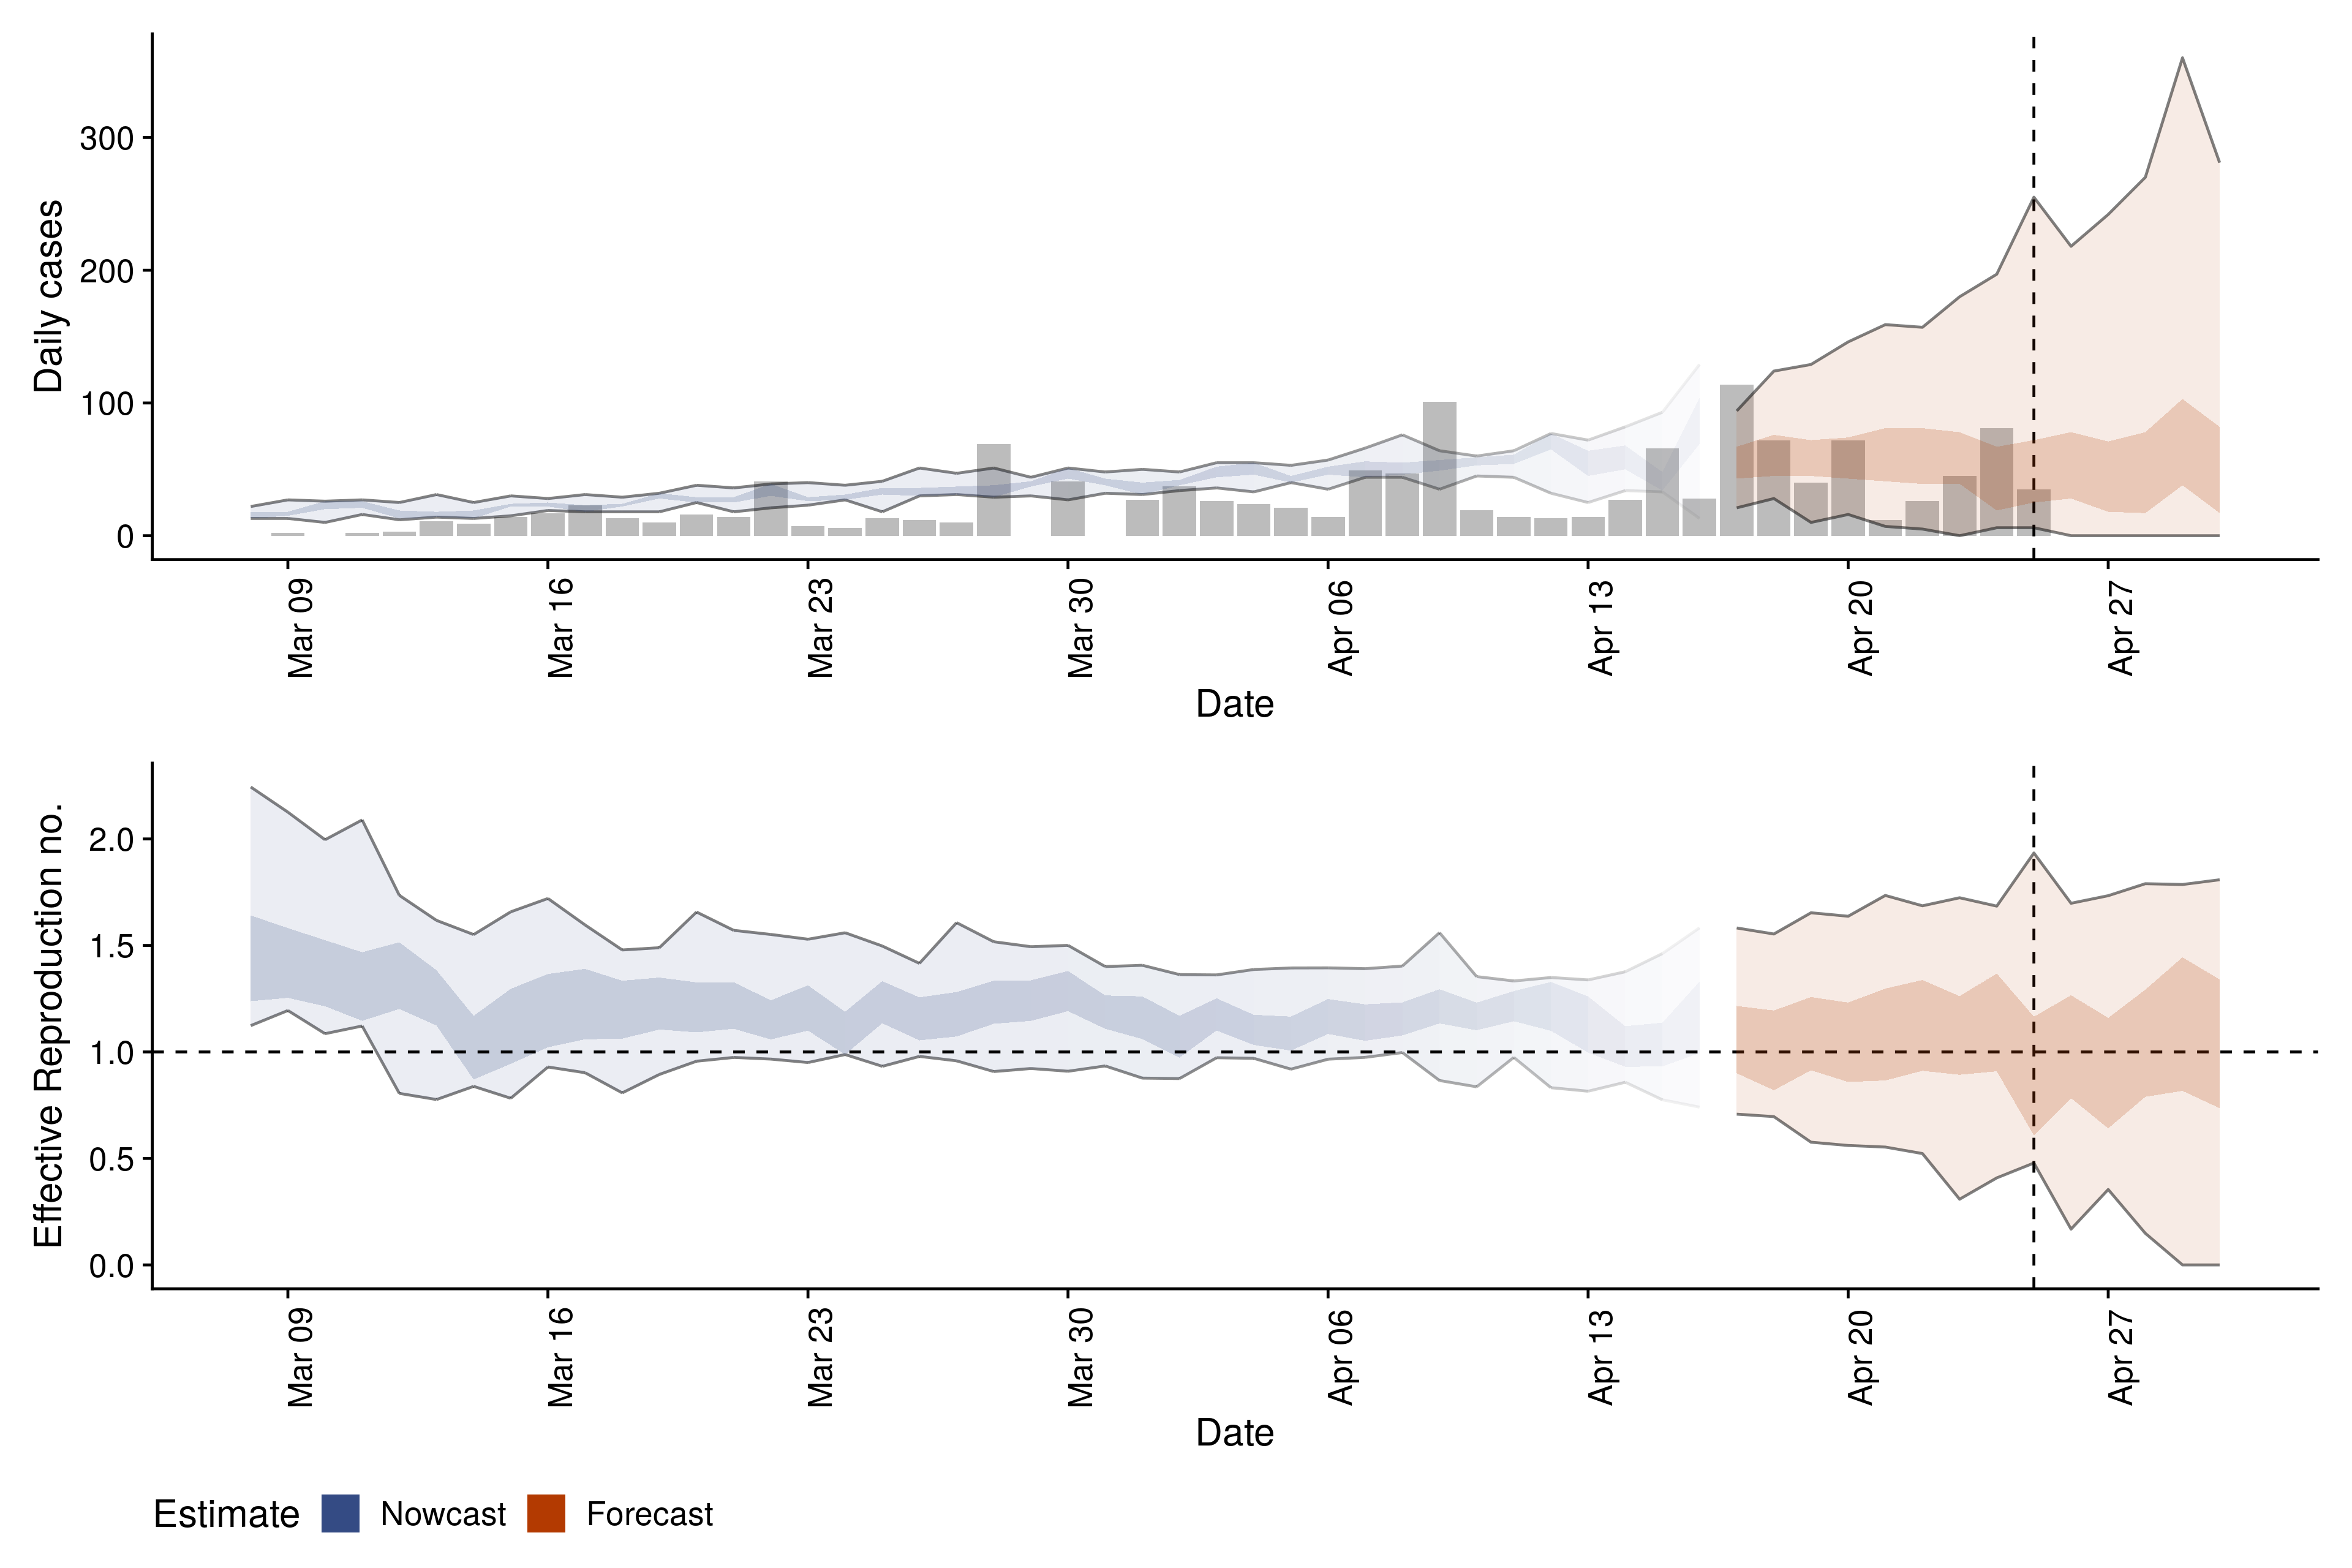 Daily cases
300
200
100
0
Mar 09
Mar 16
Mar 23
Mar 30
Apr 06
Apr 13
Apr 20
Apr 27
Date
Effective Reproduction no.
2.0
1.5
1.0
0.5
0.0
Mar 09
Mar 16
Mar 23
Mar 30
Apr 06
Apr 13
Apr 20
Apr 27
Date
Estimate Nowcast Forecast